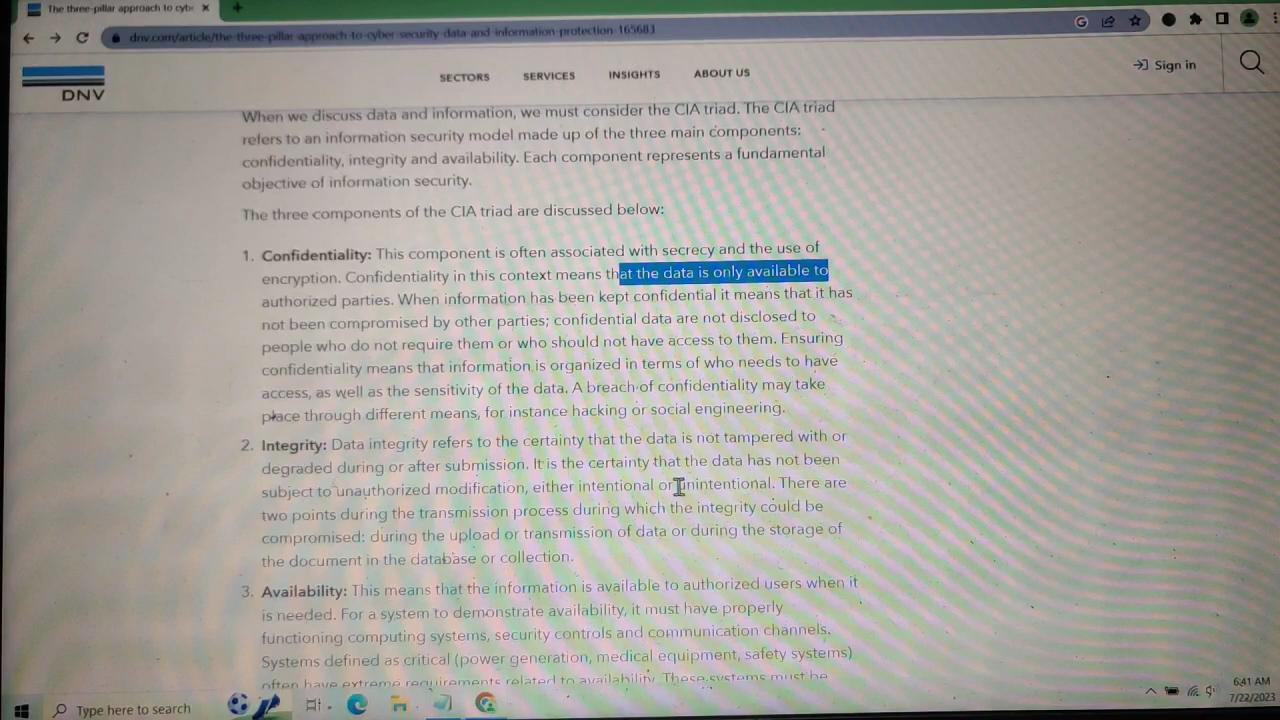 The three-pillar approach to cybe
dnv.com/article/the-three-pillar-approach-to-cyber-security-data-and-information-protection-165683
DNV
SECTORS SERVICES INSIGHTS ABOUT US
Sign in
When we discuss data and information, we must consider the CIA triad. The CIA triad
refers to an information security model made up of the three main components:
confidentiality, integrity and availability. Each component represents a fundamental
objective of information security.
The three components of the CIA triad are discussed below:
1. Confidentiality: This component is often associated with secrecy and the use of
encryption. Confidentiality in this context means that the data is only available to
authorized parties. When information has been kept confidential it means that it has
not been compromised by other parties; confidential data are not disclosed to
people who do not require them or who should not have access to them. Ensuring
confidentiality means that information is organized in terms of who needs to have
access, as well as the sensitivity of the data. A breach of confidentiality may take
place through different means, for instance hacking or social engineering.
2. Integrity: Data integrity refers to the certainty that the data is not tampered with or
degraded during or after submission. It is the certainty that the data has not been
subject to unauthorized modification, either intentional or unintentional. There are
two points during the transmission process during which the integrity could be
compromised: during the upload or transmission of data or during the storage of
the document in the database or collection.
3. Availability: This means that the information is available to authorized users when it
is needed. For a system to demonstrate availability, it must have properly
functioning computing systems, security controls and communication channels.
Systems defined as critical (power generation, medical equipment, safety systems)
often have extreme requirements related to availability. These systems must be
Type here to search
6:41 AM
7/22/2023